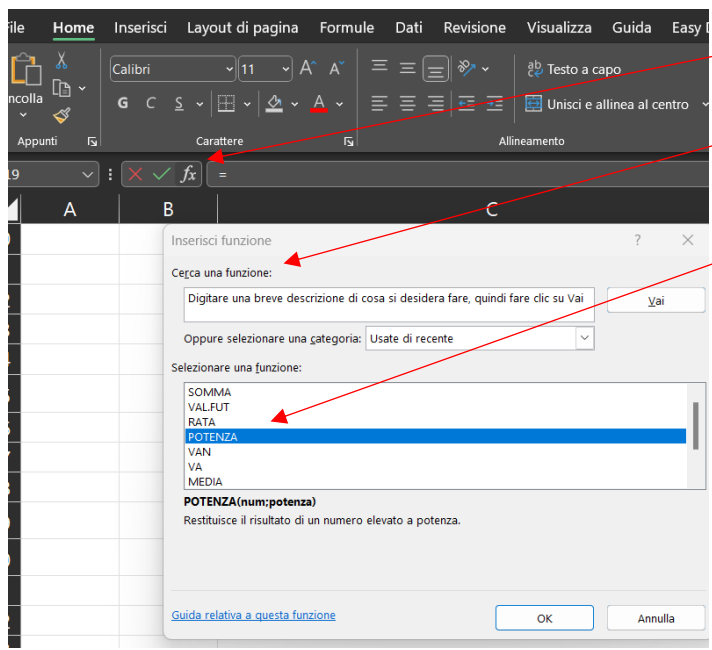 File Home Inserisci Layout di pagina Formule Dati Revisione Visualizza Guida Easy
Calibri 11 A A ab Testo a capo
ncolla G C S A Unisci e allinea al centro
Appunti Carattere Allineamento
19 fx =
A B C
Inserisci funzione ? ×
Cerca una funzione:
Digitare una breve descrizione di cosa si desidera fare, quindi fare clic su Vai Vai
Oppure selezionare una categoria: Usate di recente
Selezionare una funzione:
SOMMA
VAL.FUT
RATA
POTENZA
VAN
VA
MEDIA
POTENZA(num;potenza)
Restituisce il risultato di un numero elevato a potenza.
Guida relativa a questa funzione OK Annulla